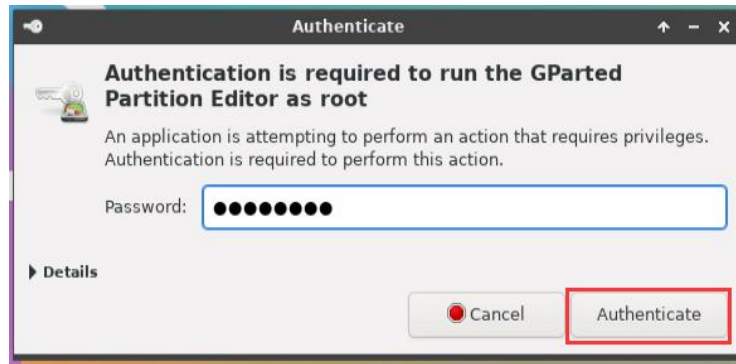 Authenticate
Authentication is required to run the GParted
Partition Editor as root
An application is attempting to perform an action that requires privileges.
Authentication is required to perform this action.
Password: ●●●●●●●●
Details
Cancel
Authenticate